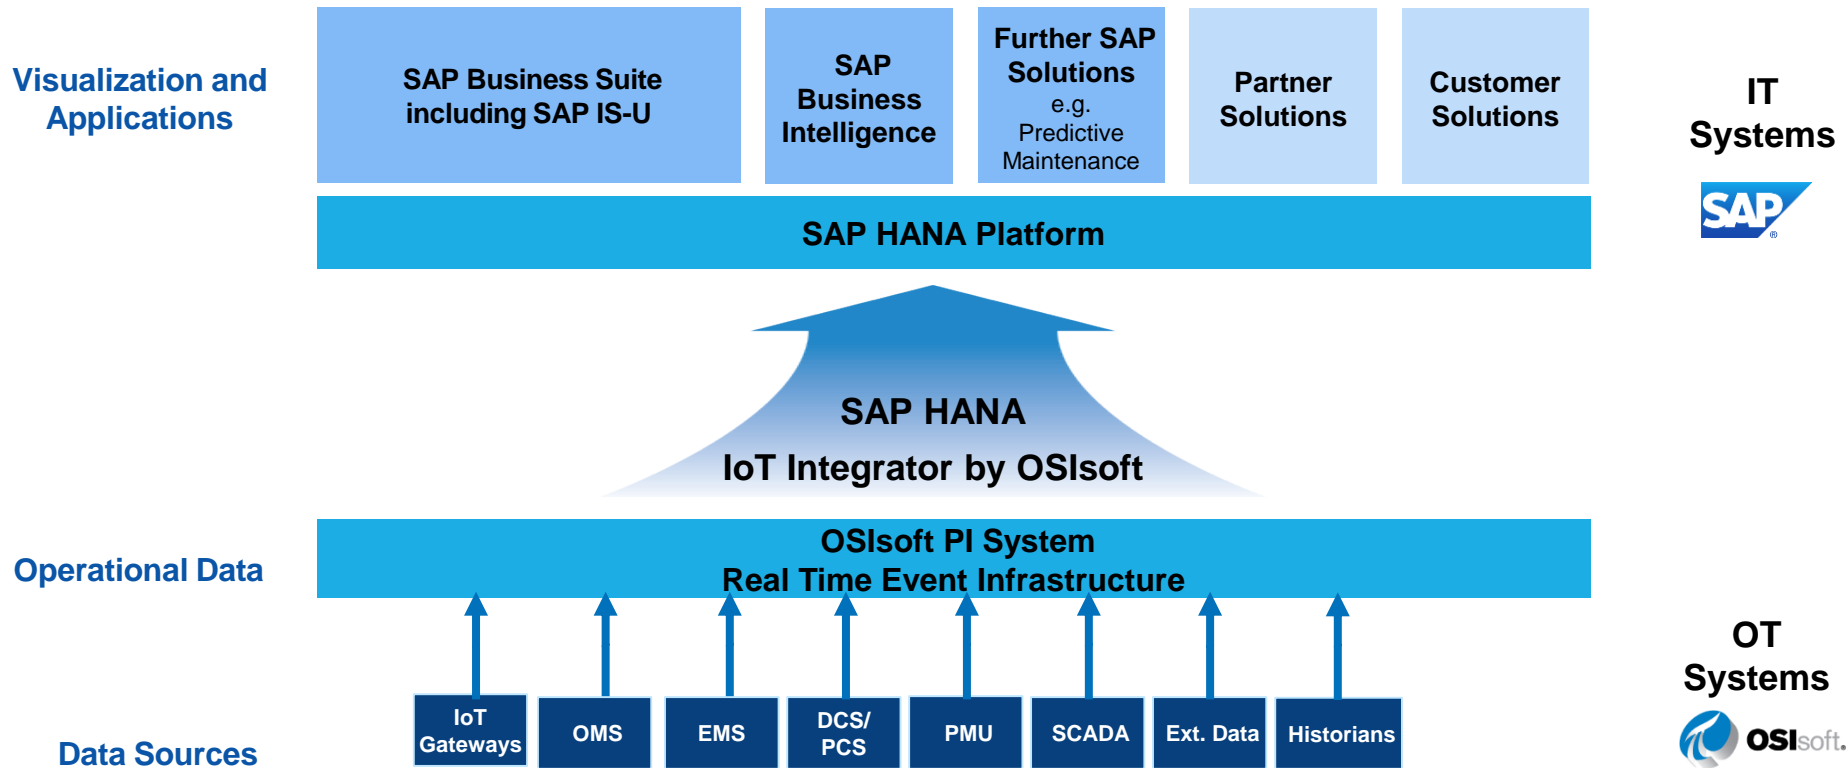 Visualization and
Applications
SAP Business Suite
including SAP IS-U
SAP
Business
Intelligence
Further SAP
Solutions
e.g.
Predictive
Maintenance
Partner
Solutions
Customer
Solutions
IT
Systems
SAP®
SAP HANA Platform
SAP HANA
IoT Integrator by OSIsoft
Operational Data
OSIsoft PI System
Real Time Event Infrastructure
OT
Systems
Data Sources
IoT
Gateways
OMS
EMS
DCS/
PCS
PMU
SCADA
Ext. Data
Historians
OSIsoft.